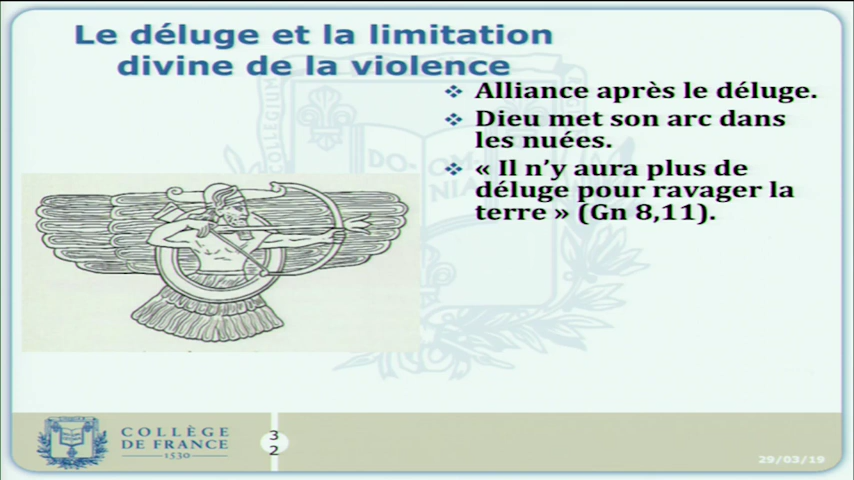 Le déluge et la limitation
divine de la violence
❖ Alliance après le déluge.
❖ Dieu met son arc dans
les nuées.
❖ « Il n’y aura plus de
déluge pour ravager la
terre » (Gn 8,11).
COLLÈGE
DE FRANCE
1530
3
2
29/03/19